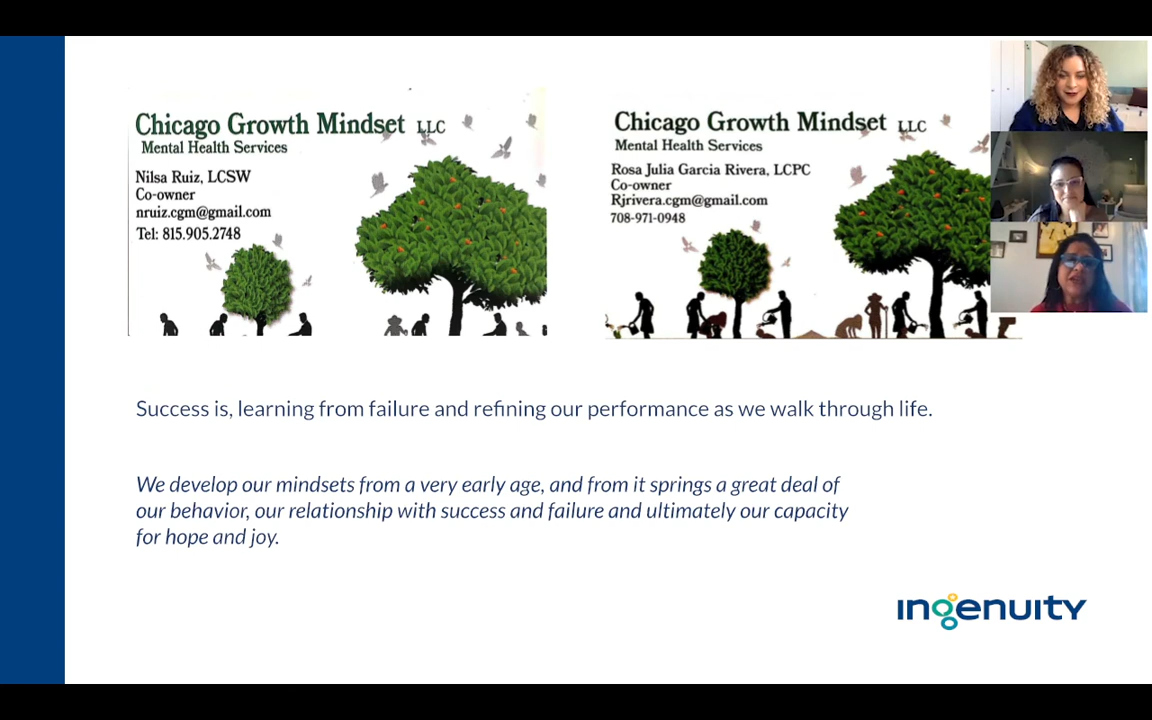 Chicago Growth Mindset LLC
Mental Health Services
Nilsa Ruiz, LCSW
Co-owner
nruiz.cgm@gmail.com
Tel: 815.905.2748
Chicago Growth Mindset LLC
Mental Health Services
Rosa Julia Garcia Rivera, LCPC
Co-owner
Rjrivera.cgm@gmail.com
708-971-0948
Success is, learning from failure and refining our performance as we walk through life.
We develop our mindsets from a very early age, and from it springs a great deal of
our behavior, our relationship with success and failure and ultimately our capacity
for hope and joy.
ingenuity